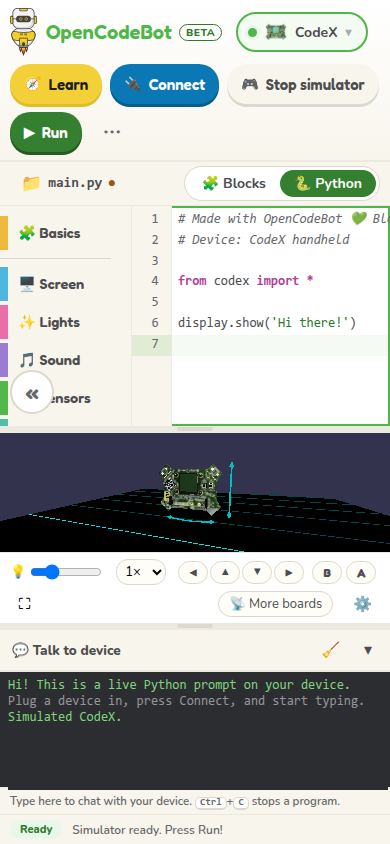 OpenCodeBot BETA CodeX ▾
Learn Connect Stop simulator
Run ···
main.py Blocks Python
Basics
Screen
Lights
Sound
ensors
«
1 # Made with OpenCodeBot 💚 Bl
2 # Device: CodeX handheld
3
4 from codex import *
5
6 display.show('Hi there!')
7
1× ◀ ▲ ▼ ▶ B A
More boards
Talk to device ▼
Hi! This is a live Python prompt on your device.
Plug a device in, press Connect, and start typing.
Simulated CodeX.
Type here to chat with your device. Ctrl+C stops a program.
Ready Simulator ready. Press Run!